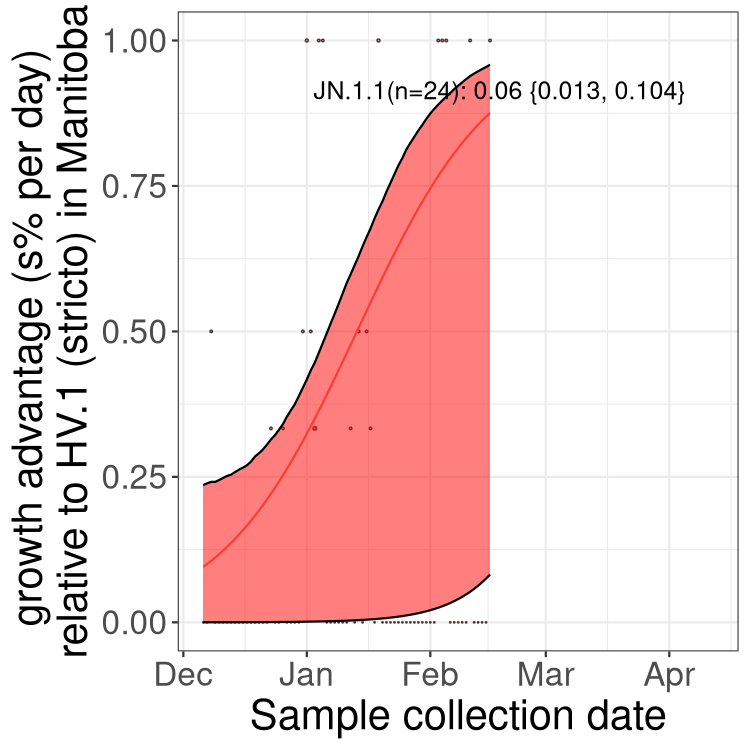 growth advantage (s% per day)
relative to HV.1 (stricto) in Manitoba
1.00
0.75
0.50
0.25
0.00
JN.1.1(n=24): 0.06 {0.013, 0.104}
Dec Jan Feb Mar Apr
Sample collection date